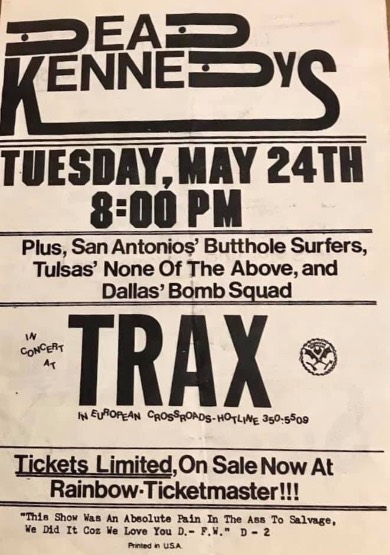 DEAD
KENNEDYS
TUESDAY, MAY 24TH
8:00 PM
Plus, San Antonios' Butthole Surfers,
Tulsas' None Of The Above, and
Dallas' Bomb Squad
IN
CONCERT
AT
TRAX
IN EUROPEAN CROSSROADS-HOTLINE 350-5509
Tickets Limited, On Sale Now At
Rainbow-Ticketmaster!!!
"This Show Was An Absolute Pain In The Ass To Salvage,
We Did It Coz We Love You D.- F.W." D - 2
Printed in U.S.A.